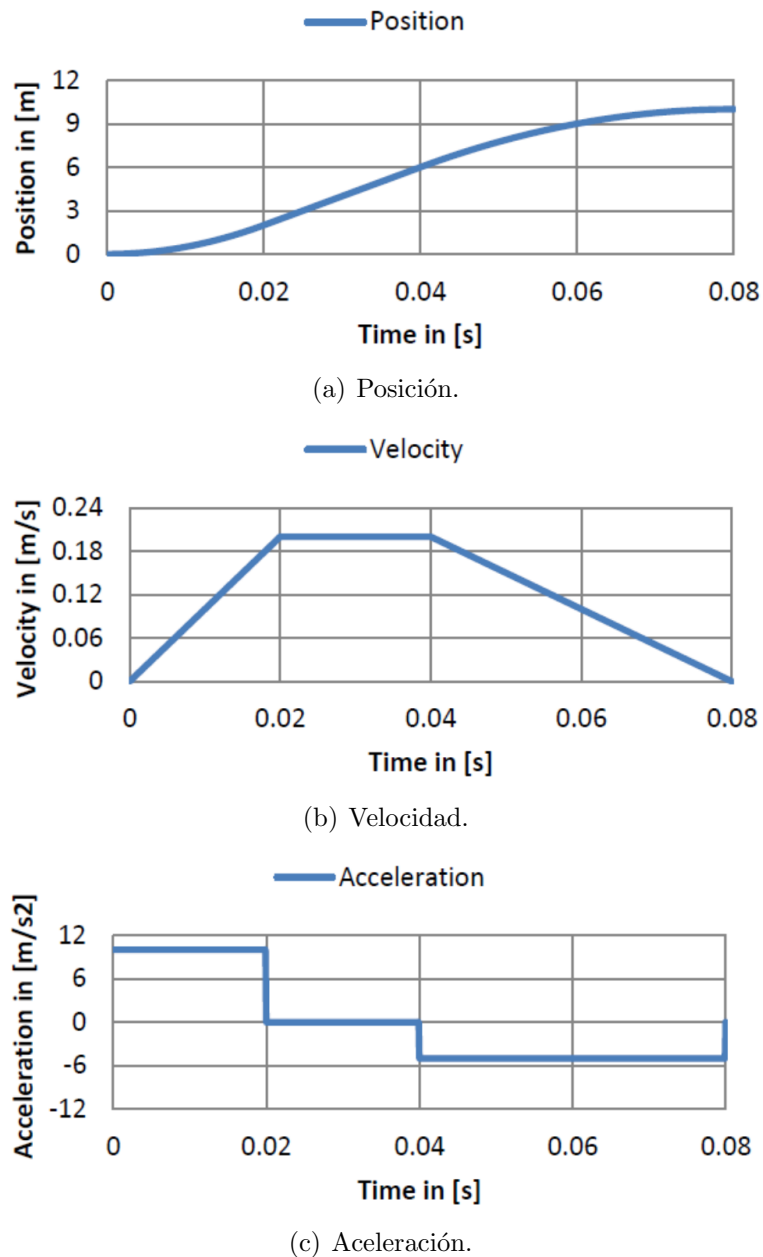 Position
Position in [m]
12
9
6
3
0
0 0.02 0.04 0.06 0.08
Time in [s]
(a) Posición.
Velocity
Velocity in [m/s]
0.24
0.18
0.12
0.06
0
0 0.02 0.04 0.06 0.08
Time in [s]
(b) Velocidad.
Acceleration
Acceleration in [m/s2]
12
6
0
-6
-12
0 0.02 0.04 0.06 0.08
Time in [s]
(c) Aceleración.